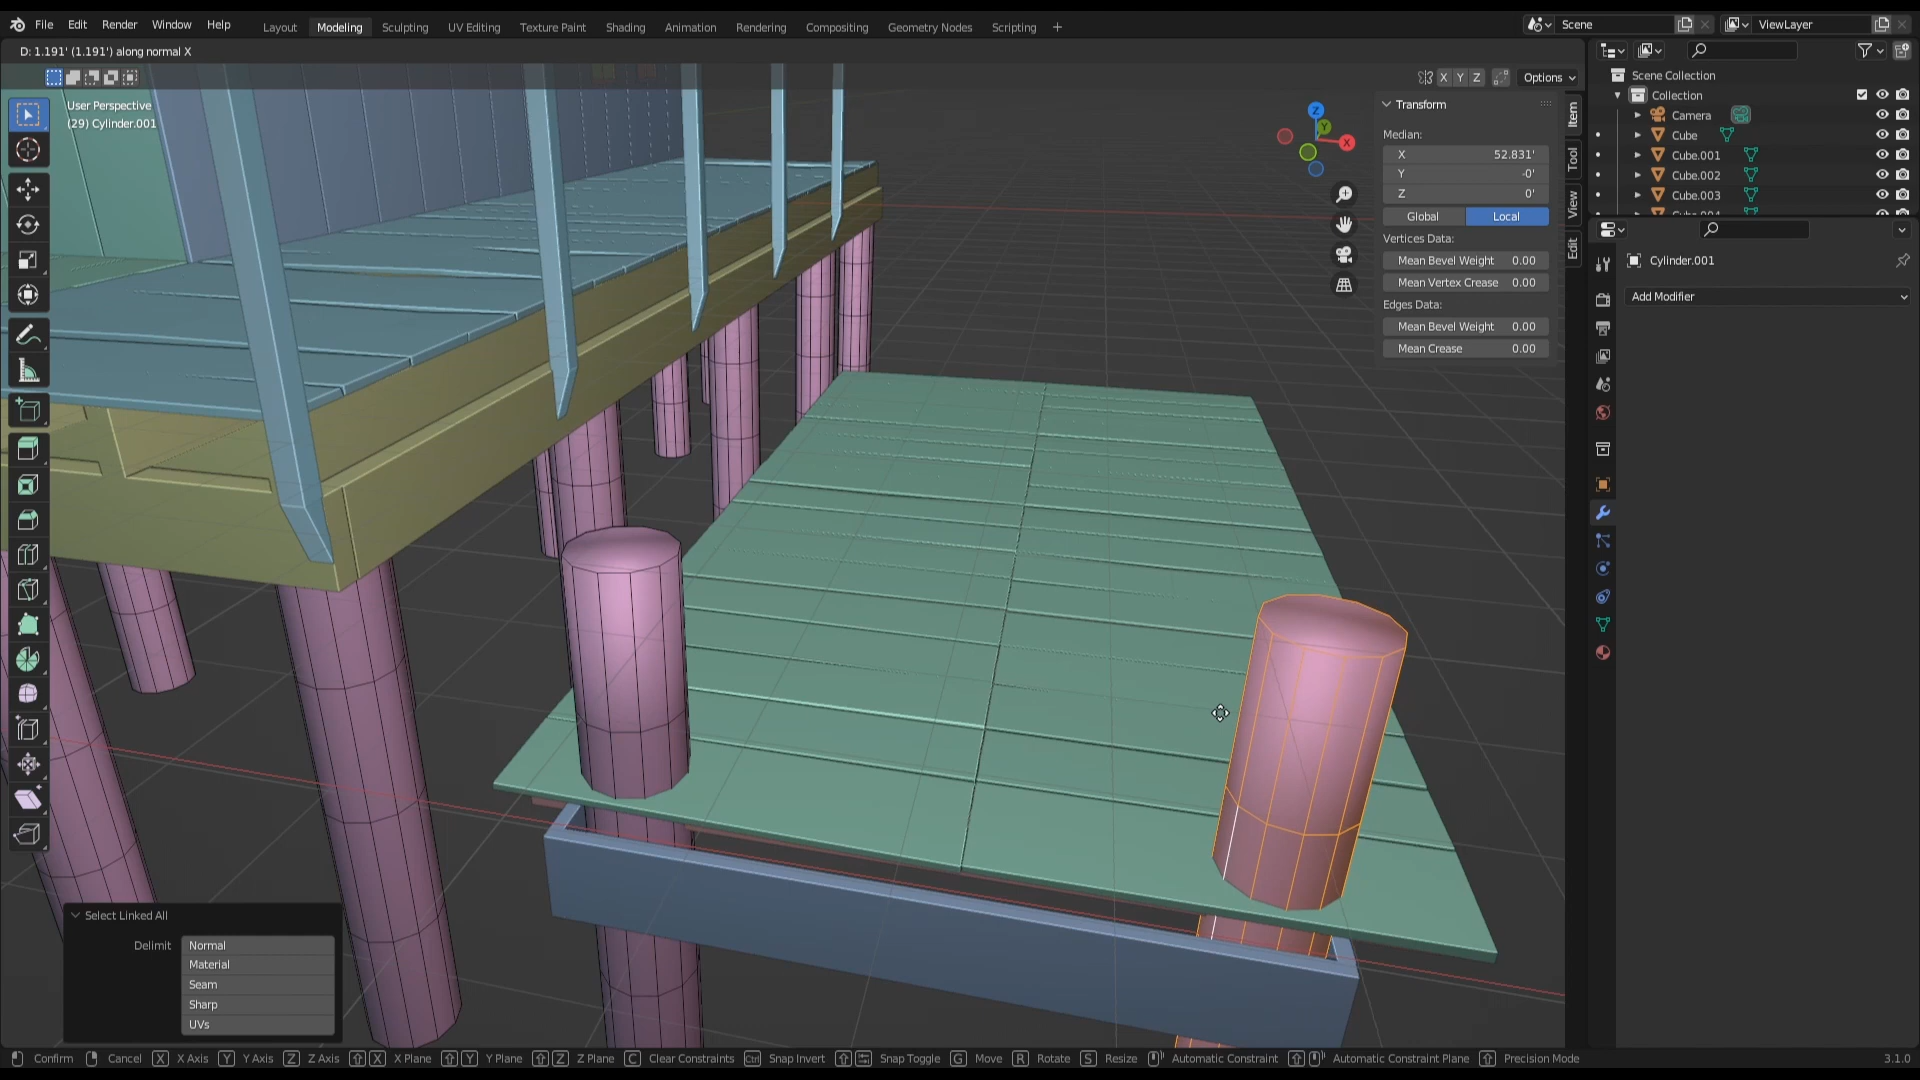 File Edit Render Window Help Layout Modeling Sculpting UV Editing Texture Paint Shading Animation Rendering Compositing Geometry Nodes Scripting + Scene ViewLayer
D: 1.191' (1.191') along normal X
X Y Z Options
User Perspective
(29) Cylinder.001
Transform
Median:
X 52.831'
Y -0'
Z 0'
Global Local
Vertices Data:
Mean Bevel Weight 0.00
Mean Vertex Crease 0.00
Edges Data:
Mean Bevel Weight 0.00
Mean Crease 0.00
Item
Tool
View
Edit
Z
Y
X
Scene Collection
Collection
Camera
Cube
Cube.001
Cube.002
Cube.003
Cube.004
Cylinder.001
Add Modifier
Select Linked All
Delimit Normal
Material
Seam
Sharp
UVs
Confirm Cancel X X Axis Y Y Axis Z Z Axis X X Plane Y Y Plane Z Z Plane C Clear Constraints Ctrl Snap Invert Snap Toggle G Move R Rotate S Resize Automatic Constraint Automatic Constraint Plane Precision Mode 3.1.0